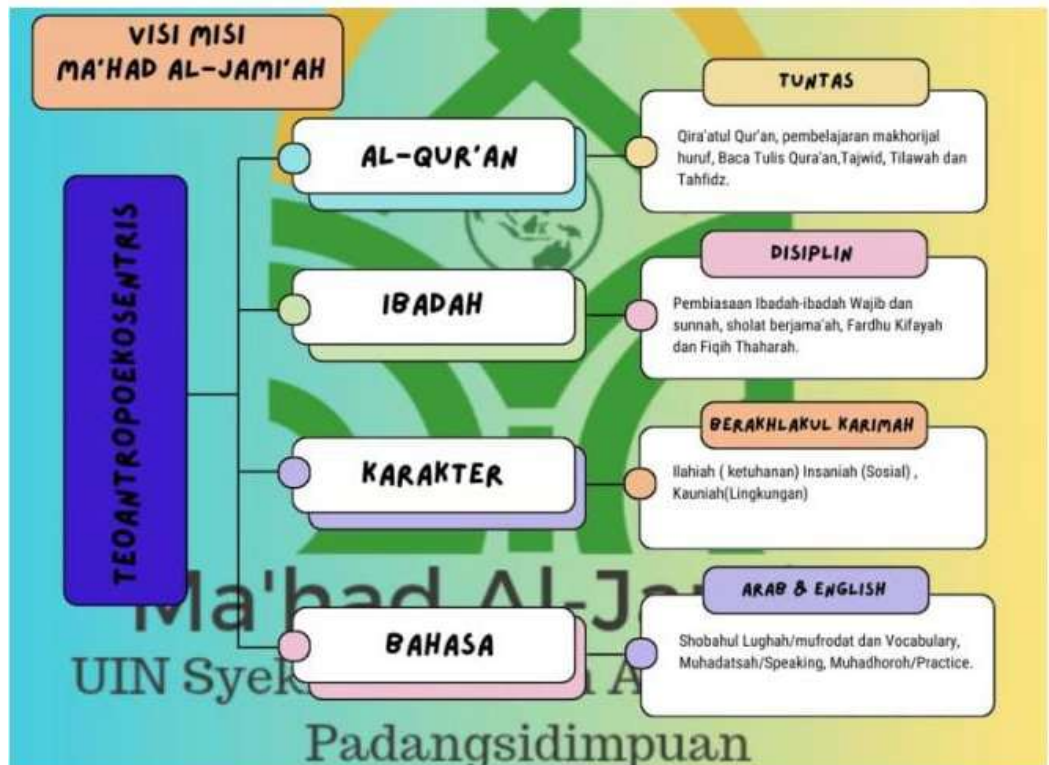 VISI MISI
MA'HAD AL-JAMI'AH
TEOANTROPOEKOSENTRIS
AL-QUR'AN
TUNTAS
Qira'atul Qur'an, pembelajaran makhorijal
huruf, Baca Tulis Qura'an,Tajwid, Tilawah dan
Tahfidz.
IBADAH
DISIPLIN
Pembiasaan Ibadah-ibadah Wajib dan
sunnah, sholat berjama'ah, Fardhu Kifayah
dan Fiqih Thaharah.
KARAKTER
BERAKHLAKUL KARIMAH
Ilahiah ( ketuhanan) Insaniah (Sosial) ,
Kauniah(Lingkungan)
BAHASA
ARAB & ENGLISH
Shobahul Lughah/mufrodat dan Vocabulary,
Muhadatsah/Speaking, Muhadhoroh/Practice.
Ma'had Al-Ja
UIN Syek
Padangsidimpuan